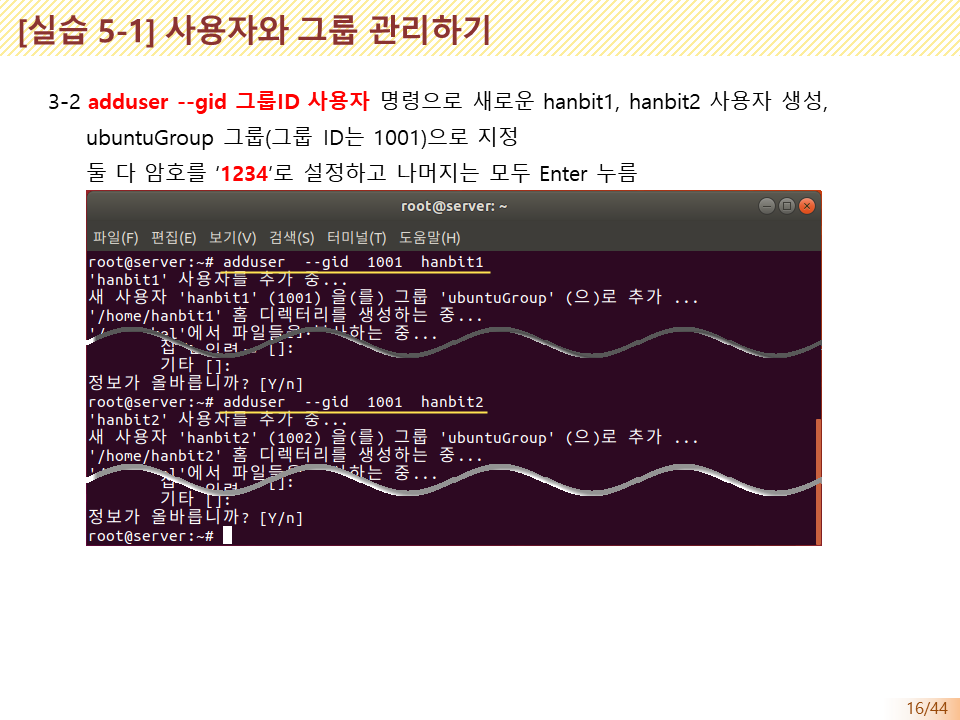 [실습 5-1] 사용자와 그룹 관리하기
3-2 adduser --gid 그룹ID 사용자 명령으로 새로운 hanbit1, hanbit2 사용자 생성,
ubuntuGroup 그룹(그룹 ID는 1001)으로 지정
둘 다 암호를 '1234'로 설정하고 나머지는 모두 Enter 누름
root@server: ~
파일(F) 편집(E) 보기(V) 검색(S) 터미널(T) 도움말(H)
root@server:~# adduser --gid 1001 hanbit1
'hanbit1' 사용자를 추가 중...
새 사용자 'hanbit1' (1001) 을(를) 그룹 'ubuntuGroup' (으)로 추가 ...
'/home/hanbit1' 홈 디렉터리를 생성하는 중...
에서 파일들을 하는 중...
[]:
기타 []:
정보가 올바릅니까? [Y/n]
root@server:~# adduser --gid 1001 hanbit2
'hanbit2' 사용자를 추가 중...
새 사용자 'hanbit2' (1002) 을(를) 그룹 'ubuntuGroup' (으)로 추가 ...
'/home/hanbit2' 홈 디렉터리를 생성하는 중...
에서 파일들을 하는 중...
[]:
기타 []:
정보가 올바릅니까? [Y/n]
root@server:~#
16/44